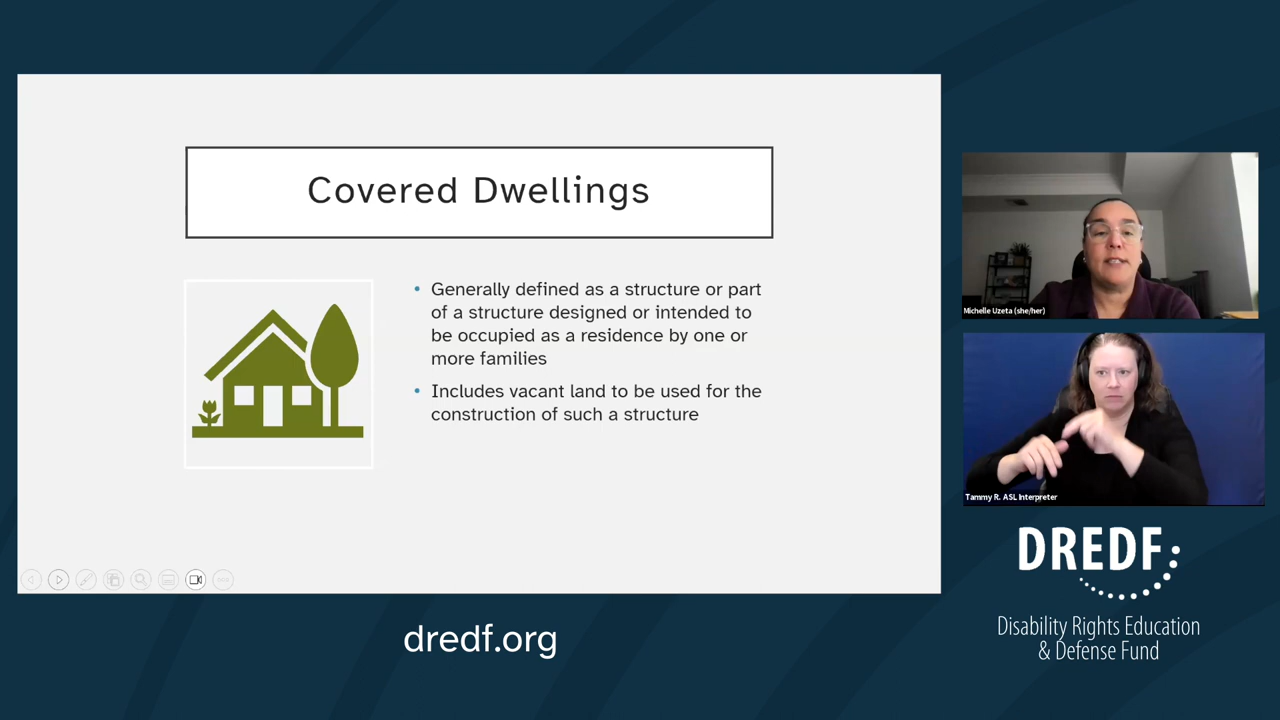 Covered Dwellings
• Generally defined as a structure or part
of a structure designed or intended to
be occupied as a residence by one or
more families
• Includes vacant land to be used for the
construction of such a structure
Michelle Uzeta (she/her)
Tammy R. ASL Interpreter
DREDF
Disability Rights Education
& Defense Fund
dredf.org